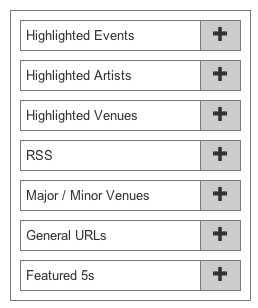 Highlighted Events
Highlighted Artists
Highlighted Venues
RSS
Major / Minor Venues
General URLs
Featured 5s